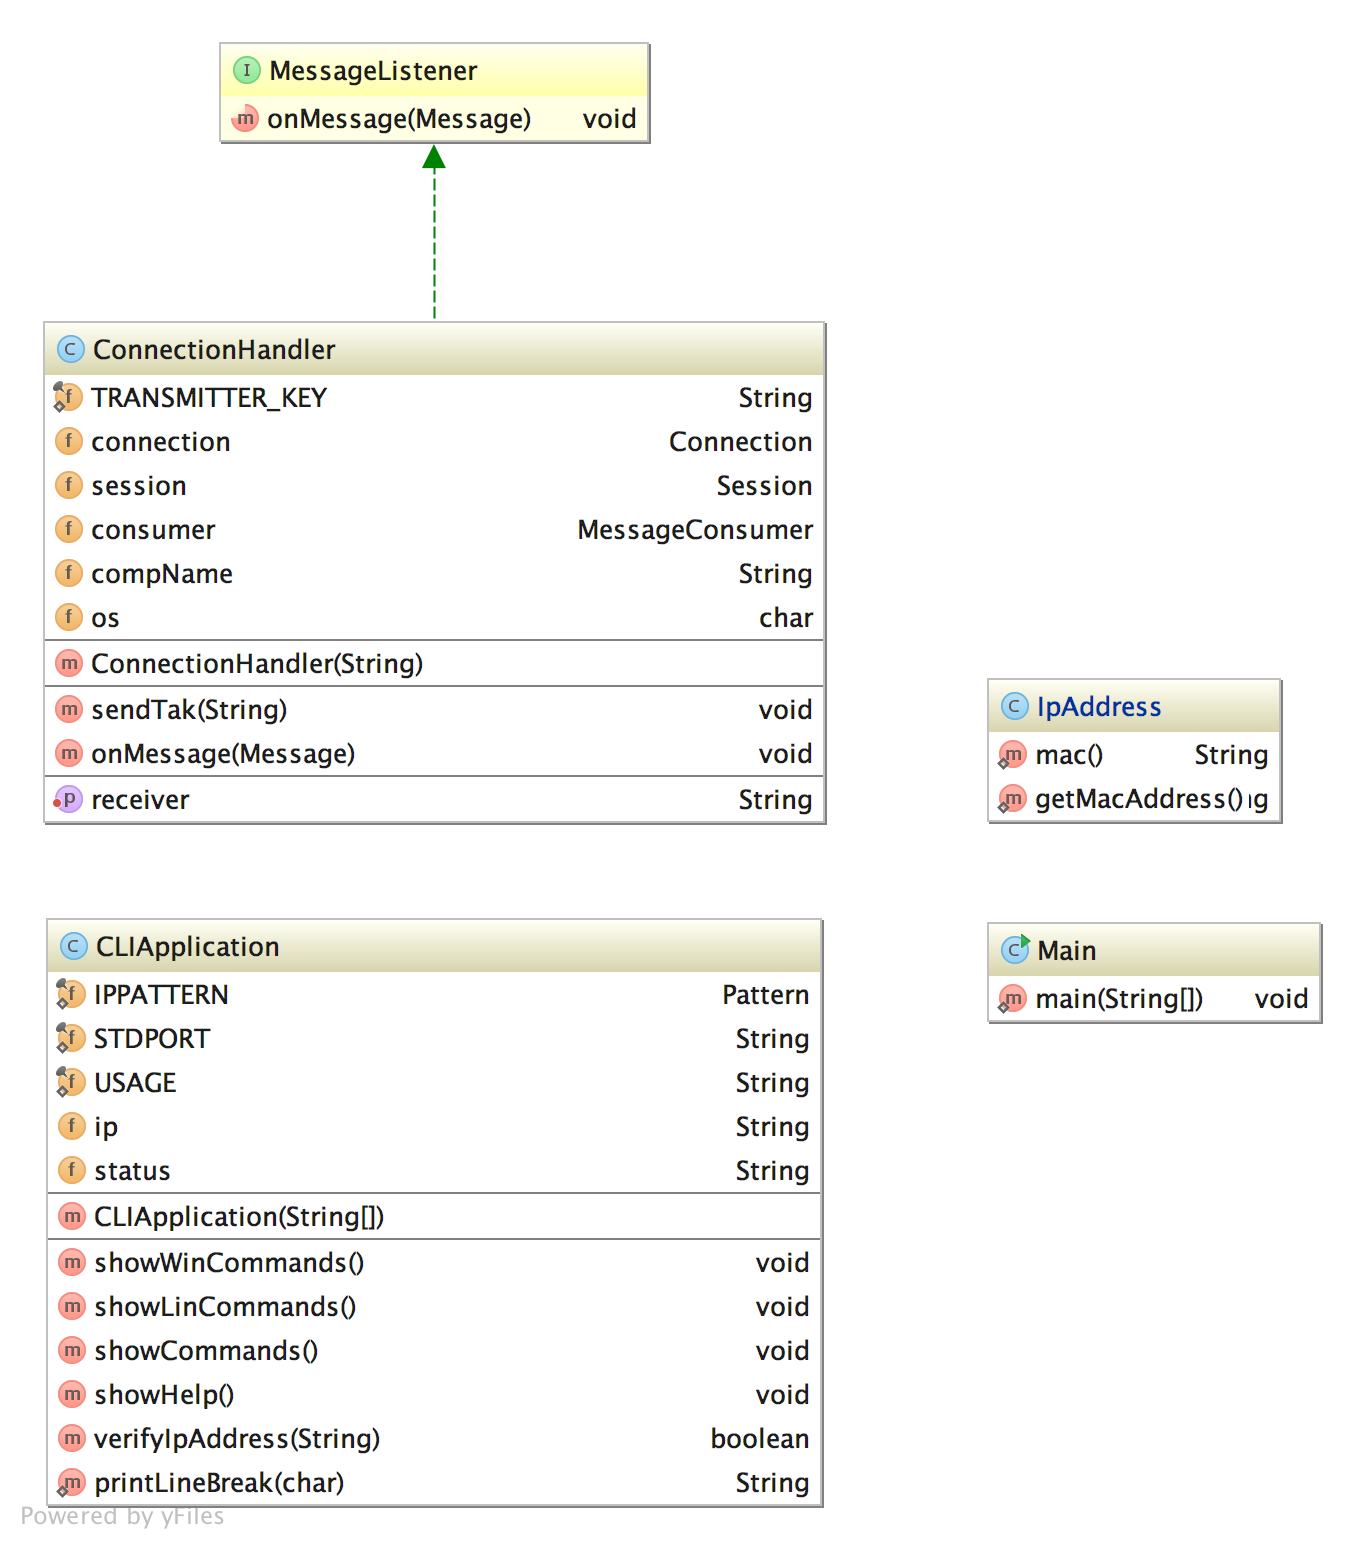 I MessageListener
m onMessage(Message) void
C ConnectionHandler
f TRANSMITTER_KEY String
f connection Connection
f session Session
f consumer MessageConsumer
f compName String
f os char
m ConnectionHandler(String)
m sendTak(String) void
m onMessage(Message) void
p receiver String
C IpAddress
m mac() String
m getMacAddress() ng
C CLIApplication
f IPPATTERN Pattern
f STDPORT String
f USAGE String
f ip String
f status String
m CLIApplication(String[])
m showWinCommands() void
m showLinCommands() void
m showCommands() void
m showHelp() void
m verifyIpAddress(String) boolean
m printLineBreak(char) String
C Main
m main(String[]) void
Powered by yFiles